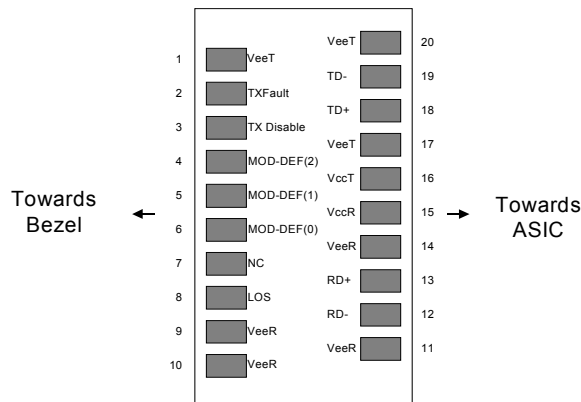 VeeT 20
1 VeeT
TD- 19
2 TXFault
TD+ 18
3 TX Disable
VeeT 17
4 MOD-DEF(2)
VccT 16
5 MOD-DEF(1)
Towards
Bezel
VccR 15
Towards
ASIC
6 MOD-DEF(0)
VeeR 14
7 NC
RD+ 13
8 LOS
RD- 12
9 VeeR
VeeR 11
10 VeeR